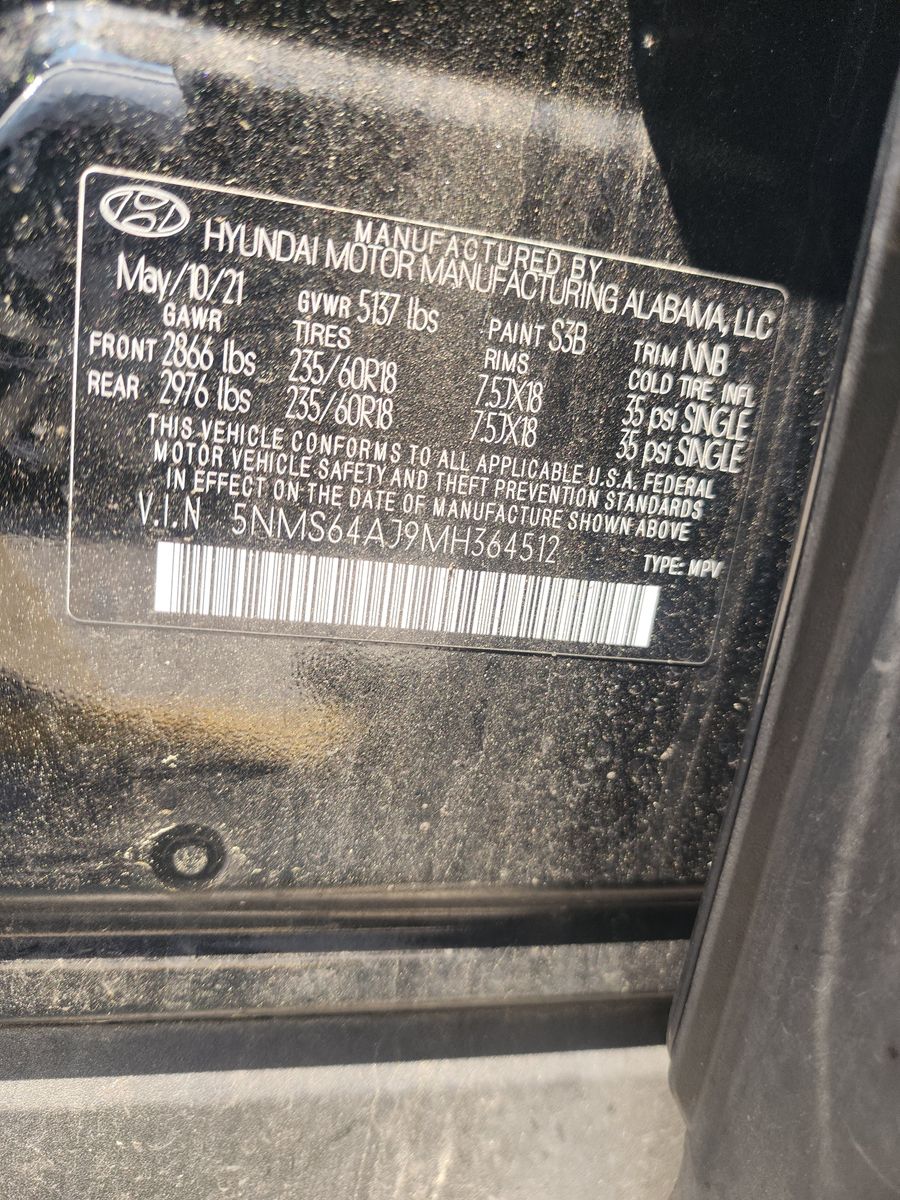 MANUFACTURED BY
HYUNDAI MOTOR MANUFACTURING ALABAMA, LLC
May/10/21 GVWR 5137 lbs PAINT S3B TRIM NNB
GAWR TIRES RIMS COLD TIRE INFL
FRONT 2866 lbs 235/60R18 7.5JX18 35 psi SINGLE
REAR 2976 lbs 235/60R18 7.5JX18 35 psi SINGLE
THIS VEHICLE CONFORMS TO ALL APPLICABLE U.S.A. FEDERAL
MOTOR VEHICLE SAFETY AND THEFT PREVENTION STANDARDS
IN EFFECT ON THE DATE OF MANUFACTURE SHOWN ABOVE
V.I.N 5NMS64AJ9MH364512 TYPE: MPV